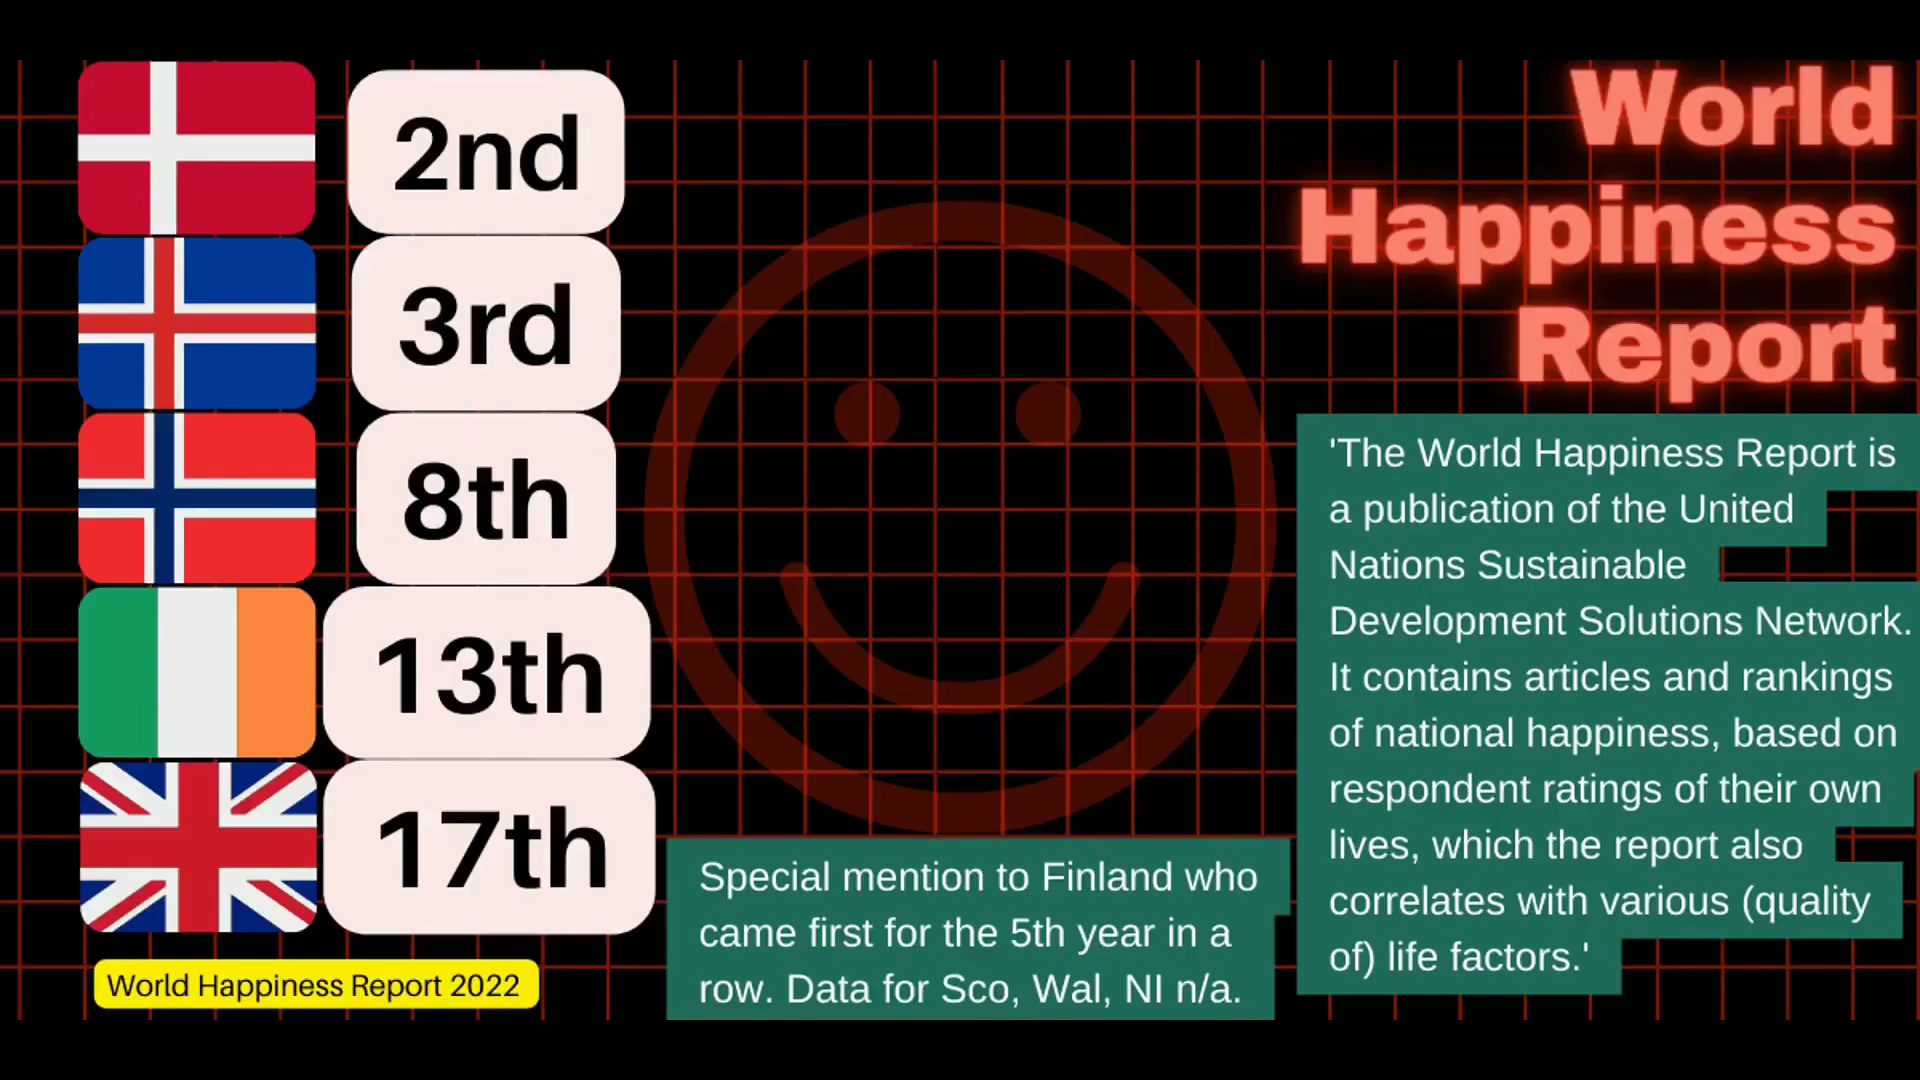 World
Happiness
Report
2nd
3rd
8th
13th
17th
World Happiness Report 2022
Special mention to Finland who
came first for the 5th year in a
row. Data for Sco, Wal, NI n/a.
'The World Happiness Report is
a publication of the United
Nations Sustainable
Development Solutions Network.
It contains articles and rankings
of national happiness, based on
respondent ratings of their own
lives, which the report also
correlates with various (quality
of) life factors.'